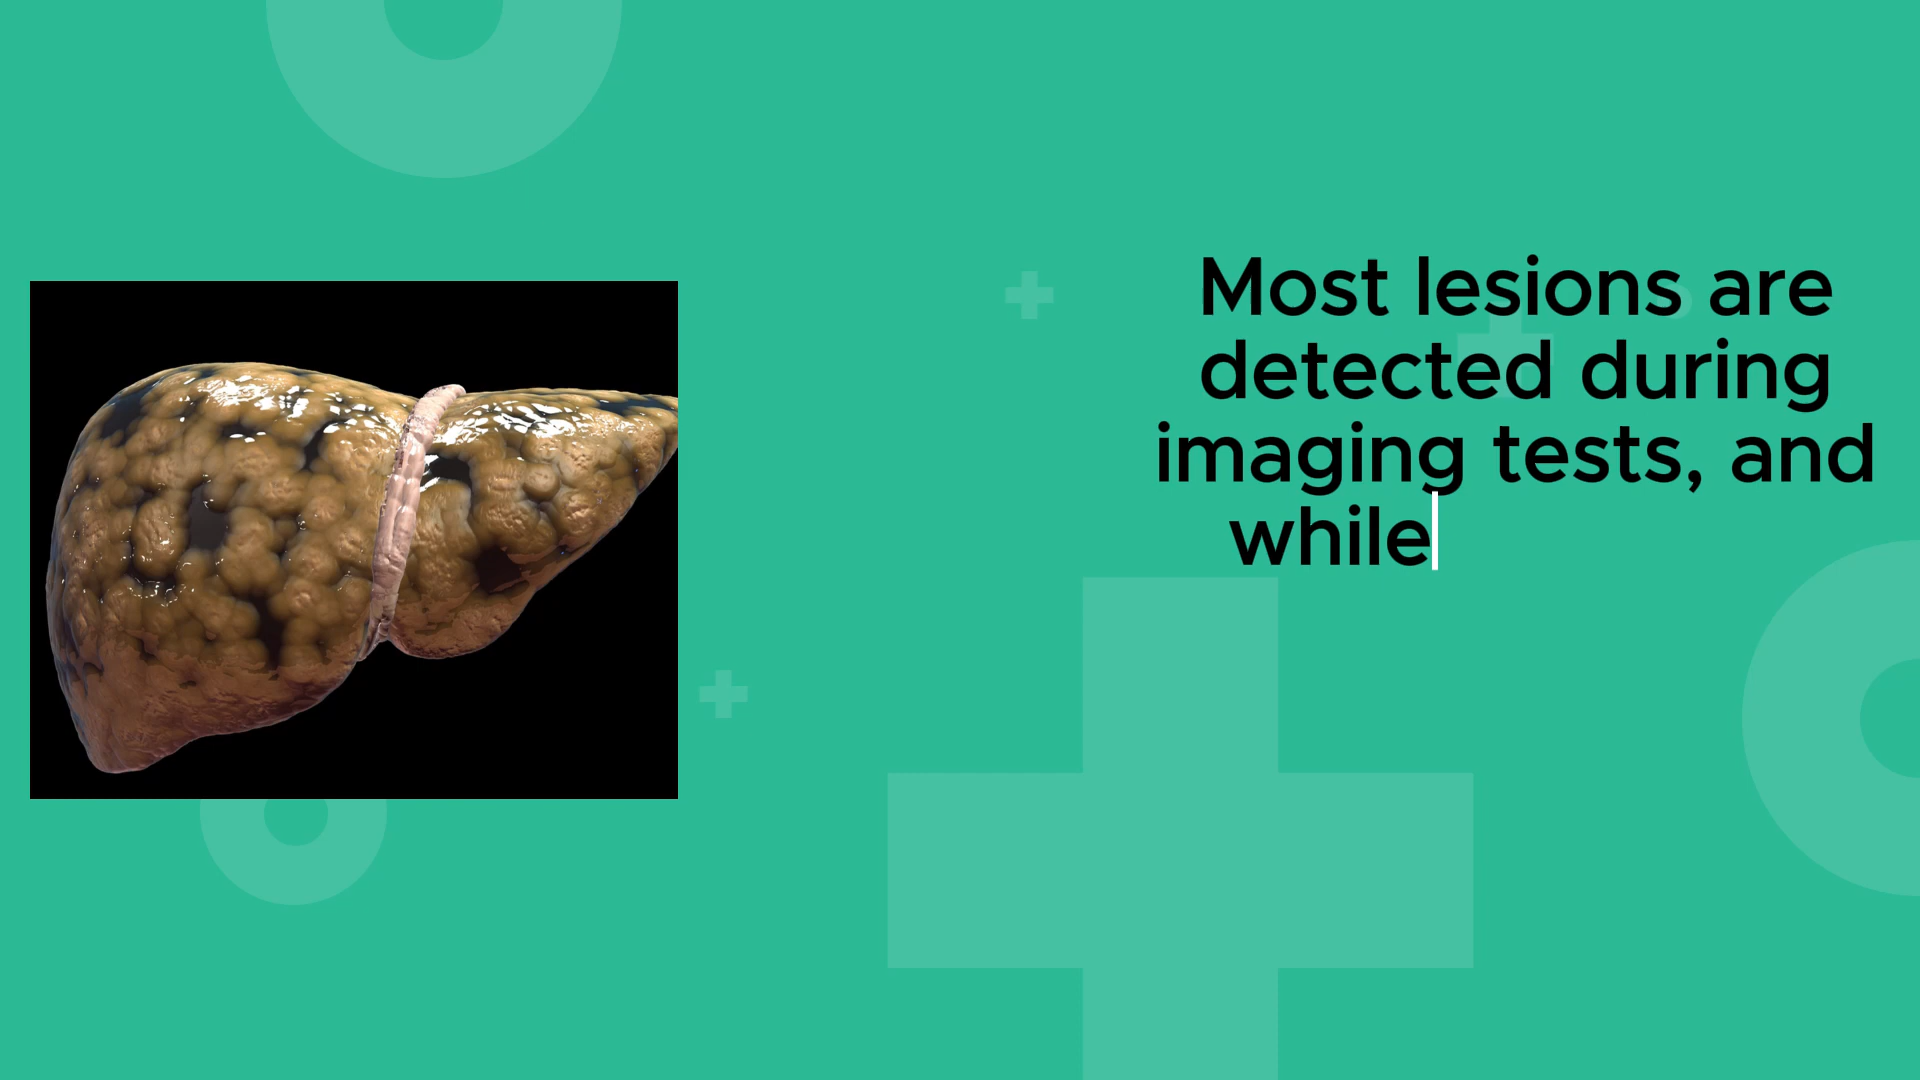 Most lesions are
detected during
imaging tests, and
while